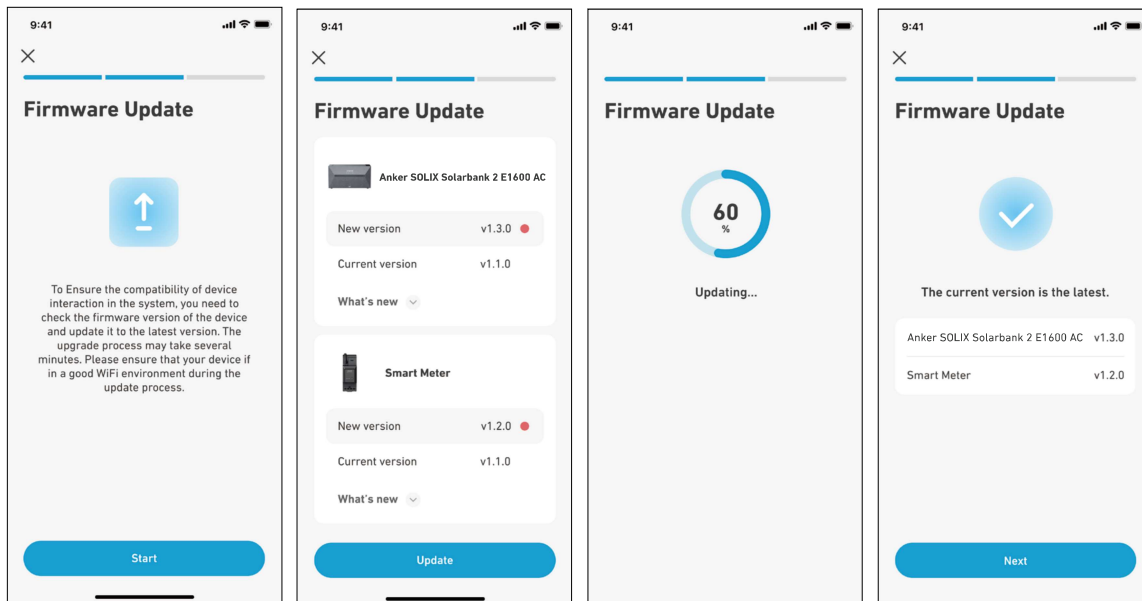 9:41
Firmware Update
To Ensure the compatibility of device
interaction in the system, you need to
check the firmware version of the device
and update it to the latest version. The
upgrade process may take several
minutes. Please ensure that your device if
in a good WiFi environment during the
update process.
Start
9:41
Firmware Update
Anker SOLIX Solarbank 2 E1600 AC
New version v1.3.0
Current version v1.1.0
What's new
Smart Meter
New version v1.2.0
Current version v1.1.0
What's new
Update
9:41
Firmware Update
60
%
Updating...
9:41
Firmware Update
The current version is the latest.
Anker SOLIX Solarbank 2 E1600 AC v1.3.0
Smart Meter v1.2.0
Next